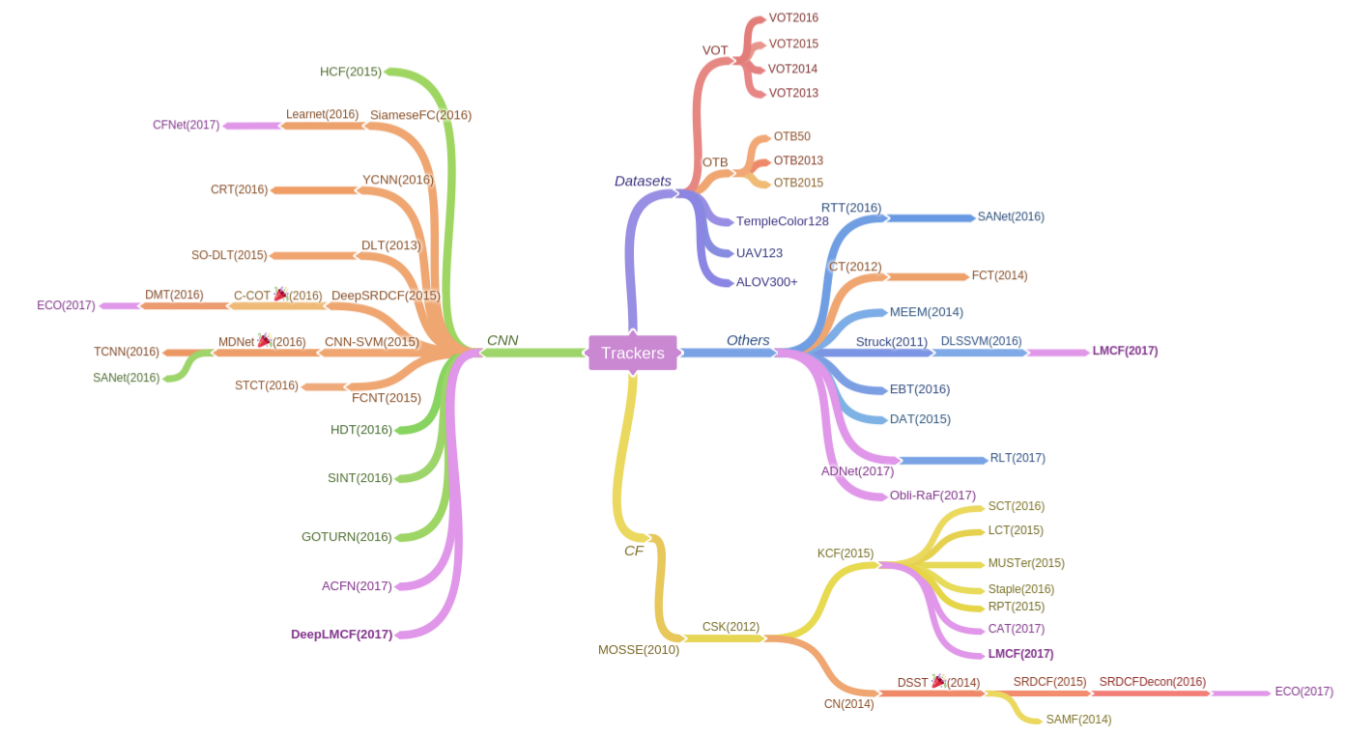 Trackers
CNN
HCF(2015)
SiameseFC(2016)
Learnet(2016)
CFNet(2017)
YCNN(2016)
CRT(2016)
DLT(2013)
SO-DLT(2015)
DeepSRDCF(2015)
C-COT 🎉(2016)
DMT(2016)
ECO(2017)
CNN-SVM(2015)
MDNet 🎉(2016)
TCNN(2016)
SANet(2016)
FCNT(2015)
STCT(2016)
HDT(2016)
SINT(2016)
GOTURN(2016)
ACFN(2017)
DeepLMCF(2017)
Datasets
VOT
VOT2016
VOT2015
VOT2014
VOT2013
OTB
OTB50
OTB2013
OTB2015
TempleColor128
UAV123
ALOV300+
Others
RTT(2016)
SANet(2016)
CT(2012)
FCT(2014)
MEEM(2014)
Struck(2011)
DLSSVM(2016)
LMCF(2017)
EBT(2016)
DAT(2015)
ADNet(2017)
RLT(2017)
Obli-RaF(2017)
CF
MOSSE(2010)
CSK(2012)
KCF(2015)
SCT(2016)
LCT(2015)
MUSTer(2015)
Staple(2016)
RPT(2015)
CAT(2017)
LMCF(2017)
CN(2014)
DSST 🎉(2014)
SRDCF(2015)
SRDCFDecon(2016)
ECO(2017)
SAMF(2014)